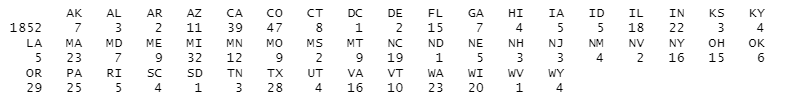 AK AL AR AZ CA CO CT DC DE FL GA HI IA ID IL IN KS KY
1852 7 3 2 11 39 47 8 1 2 15 7 4 5 5 18 22 3 4
LA MA MD ME MI MN MO MS MT NC ND NE NH NJ NM NV NY OH OK
5 23 7 9 32 12 9 2 9 19 1 5 3 3 4 2 16 15 6
OR PA RI SC SD TN TX UT VA VT WA WI WV WY
29 25 5 4 1 3 28 4 16 10 23 20 1 4